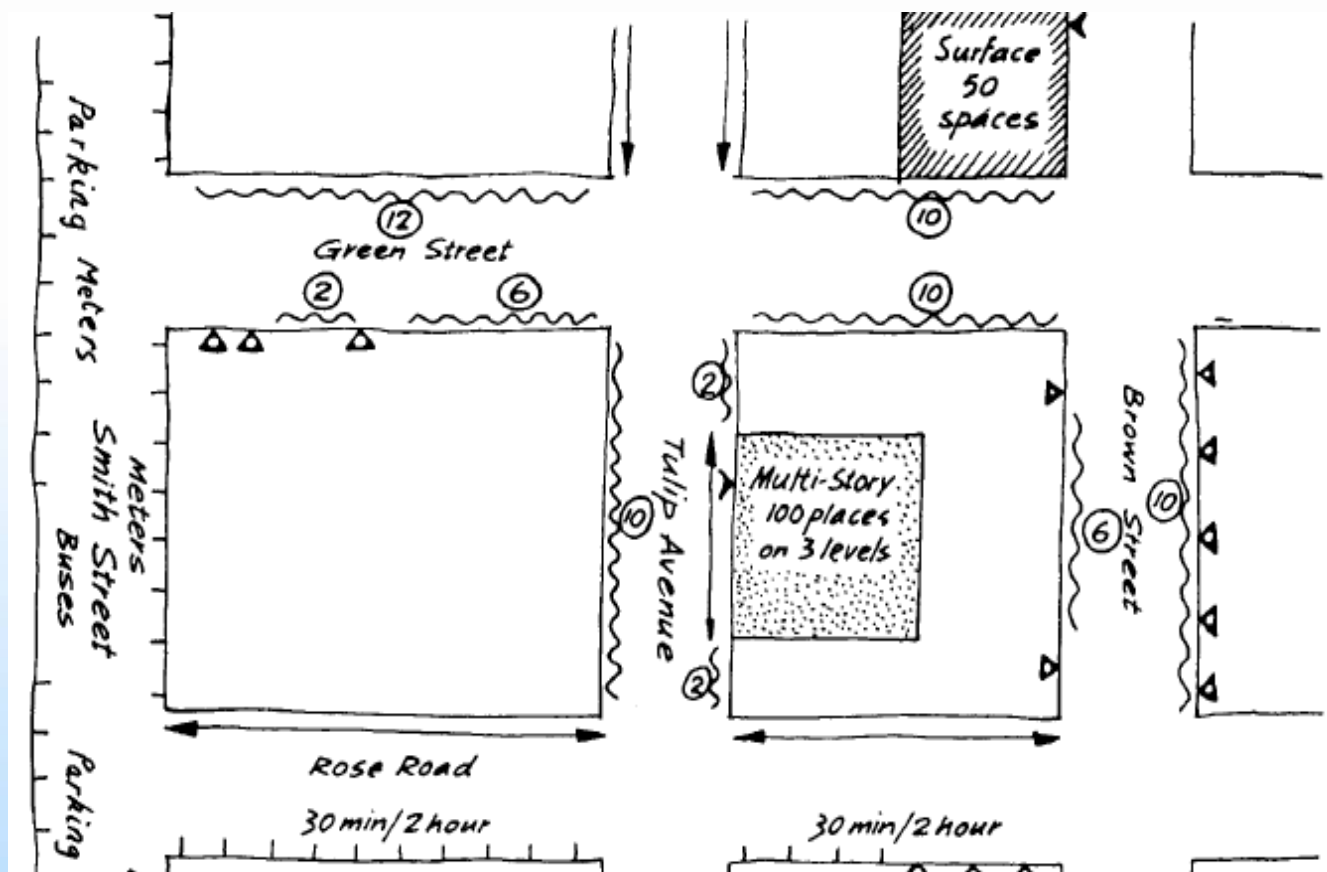 Surface
50
spaces
Parking Meters
12
10
Green Street
2
6
10
2
Meters
Smith Street
Buses
10
Tulip Avenue
Multi-Story
100 places
on 3 levels
6
Brown Street
10
2
Rose Road
Parking
30 min/2 hour
30 min/2 hour